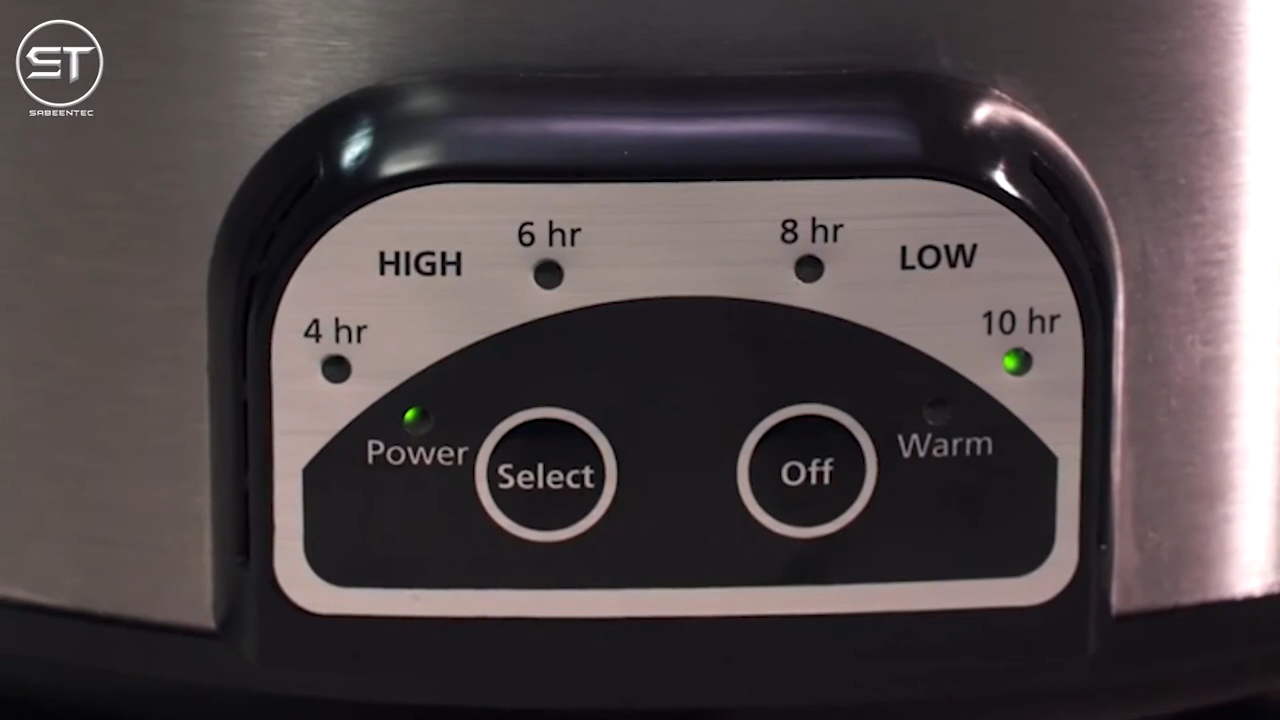 ST
SABEENTEC
6 hr
8 hr
HIGH
LOW
4 hr
10 hr
Power
Select
Off
Warm